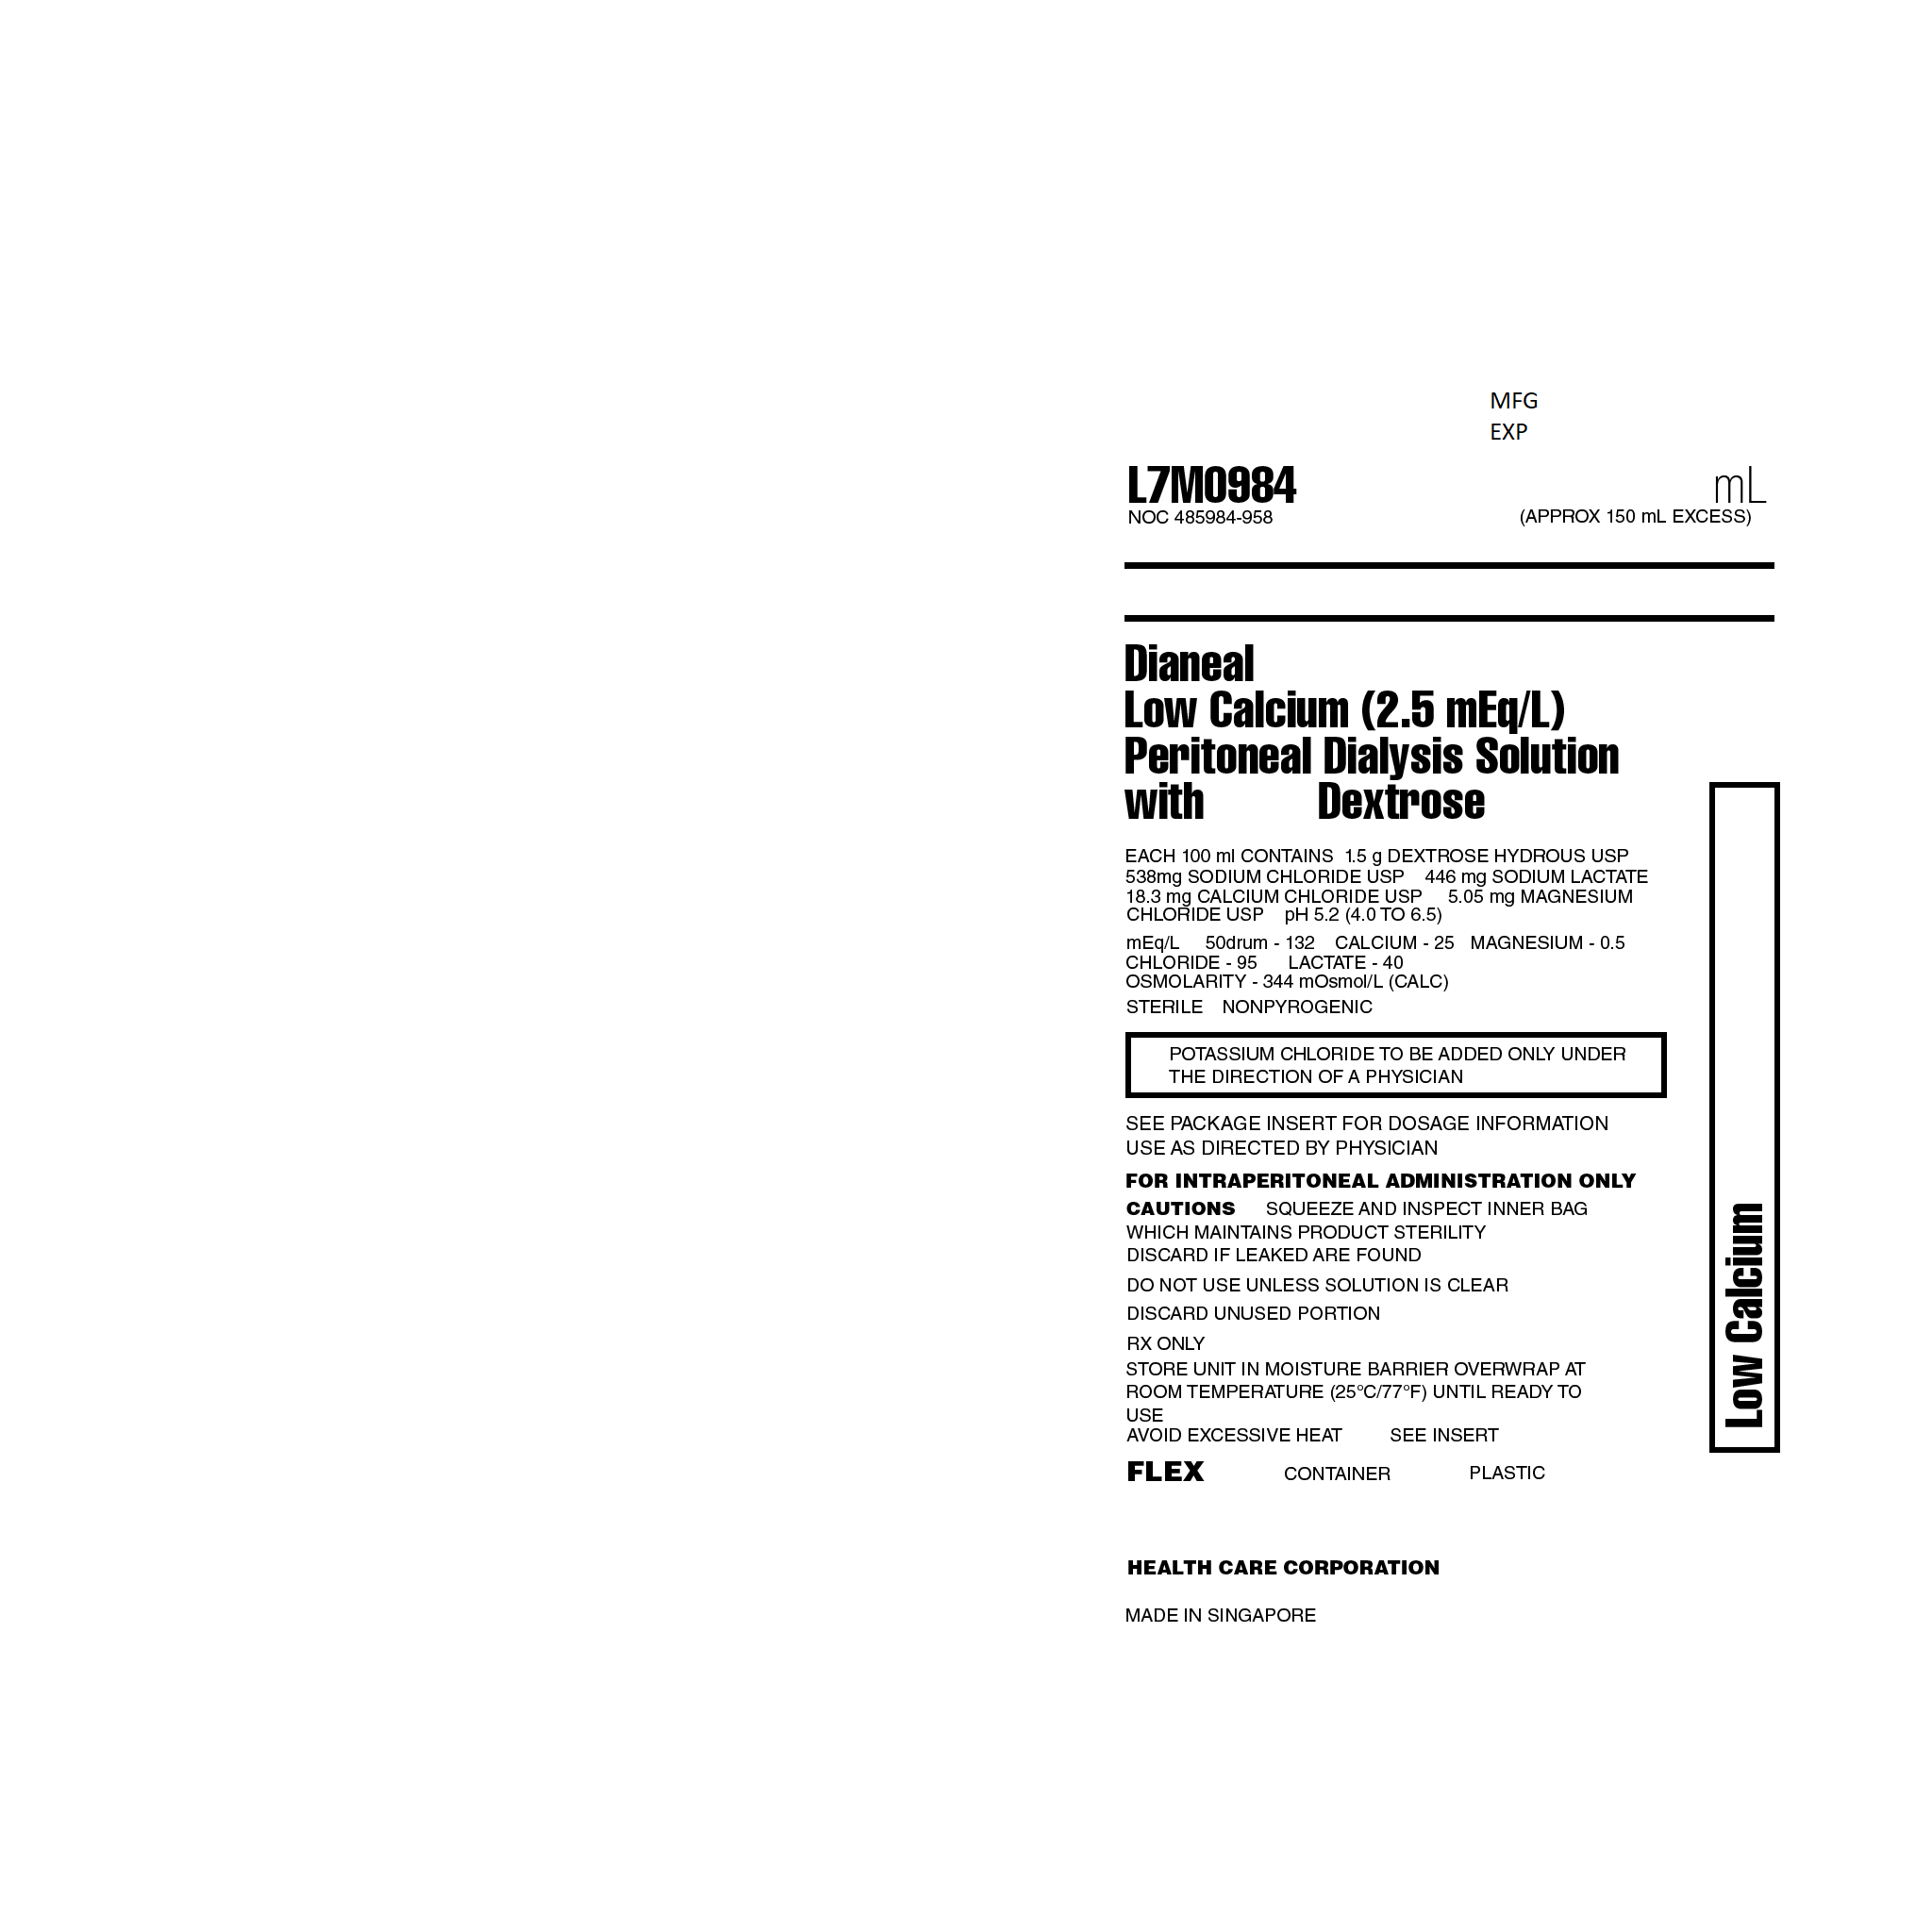 MFG
EXP
L7M0984 mL
NOC 485984-958 (APPROX 150 mL EXCESS)
Dianeal
Low Calcium (2.5 mEq/L)
Peritoneal Dialysis Solution
with Dextrose
EACH 100 ml CONTAINS 1.5 g DEXTROSE HYDROUS USP
538mg SODIUM CHLORIDE USP 446 mg SODIUM LACTATE
18.3 mg CALCIUM CHLORIDE USP 5.05 mg MAGNESIUM
CHLORIDE USP pH 5.2 (4.0 TO 6.5)
mEq/L 50drum - 132 CALCIUM - 25 MAGNESIUM - 0.5
CHLORIDE - 95 LACTATE - 40
OSMOLARITY - 344 mOsmol/L (CALC)
STERILE NONPYROGENIC
POTASSIUM CHLORIDE TO BE ADDED ONLY UNDER
THE DIRECTION OF A PHYSICIAN
SEE PACKAGE INSERT FOR DOSAGE INFORMATION
USE AS DIRECTED BY PHYSICIAN
FOR INTRAPERITONEAL ADMINISTRATION ONLY
CAUTIONS SQUEEZE AND INSPECT INNER BAG
WHICH MAINTAINS PRODUCT STERILITY
DISCARD IF LEAKED ARE FOUND
DO NOT USE UNLESS SOLUTION IS CLEAR
DISCARD UNUSED PORTION
RX ONLY
STORE UNIT IN MOISTURE BARRIER OVERWRAP AT
ROOM TEMPERATURE (25°C/77°F) UNTIL READY TO
USE
AVOID EXCESSIVE HEAT SEE INSERT
FLEX CONTAINER PLASTIC
HEALTH CARE CORPORATION
MADE IN SINGAPORE
Low Calcium